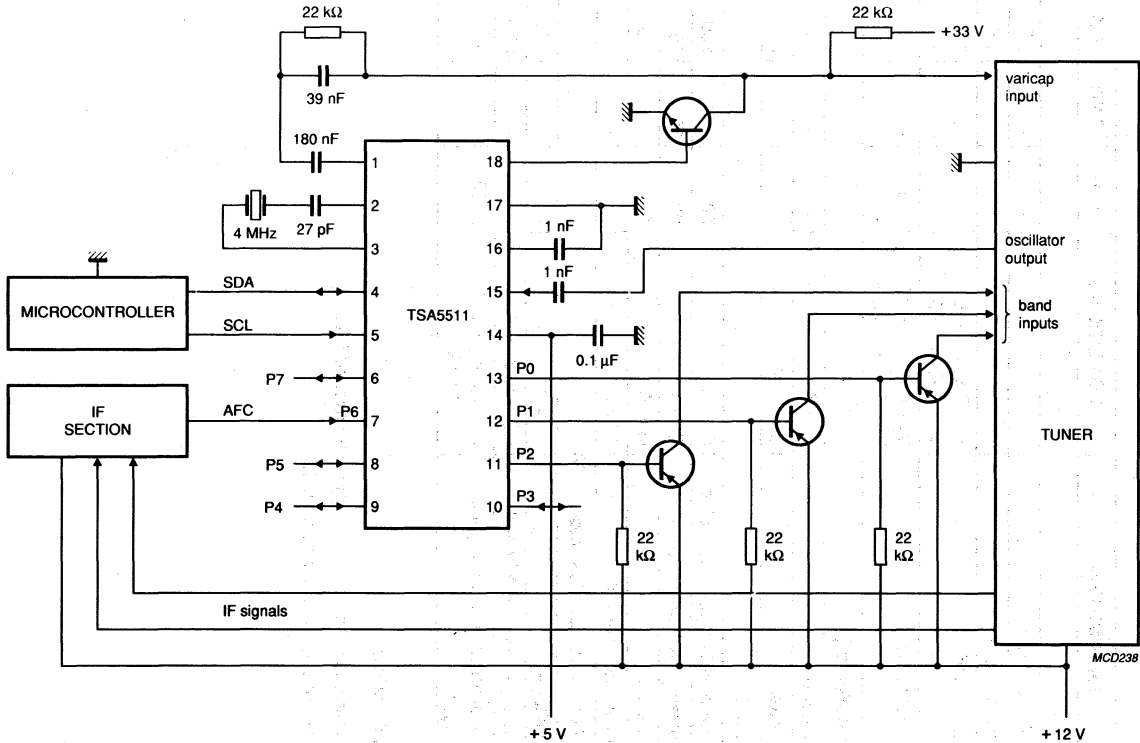 22 kΩ
22 kΩ
+33 V
39 nF
varicap
input
180 nF
1
18
2
17
4 MHz
27 pF
1 nF
3
16
oscillator
output
1 nF
SDA
4
15
MICROCONTROLLER
TSA5511
band
inputs
SCL
5
14
0.1 µF
P7
6
13
P0
IF
SECTION
AFC
P6
7
12
P1
TUNER
P5
8
11
P2
P4
9
10
P3
22
kΩ
22
kΩ
22
kΩ
IF signals
MCD238
+5 V
+12 V